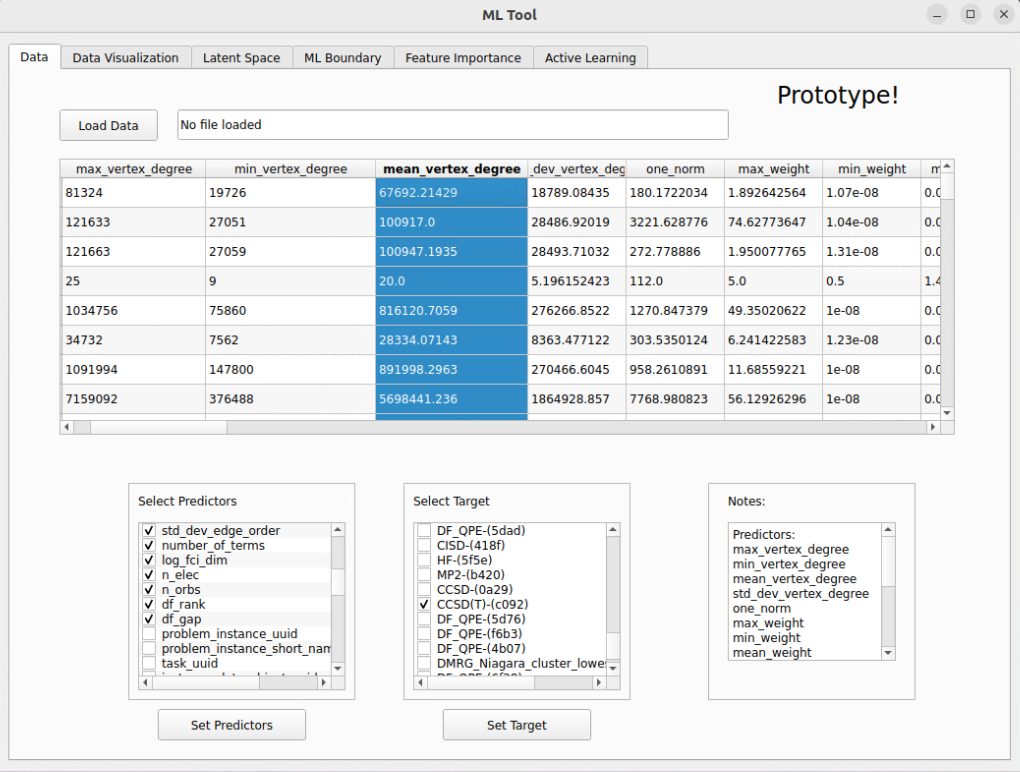 ML Tool
Data Data Visualization Latent Space ML Boundary Feature Importance Active Learning
Prototype!
Load Data No file loaded
max_vertex_degree min_vertex_degree mean_vertex_degree _dev_vertex_deg one_norm max_weight min_weight m
81324 19726 67692.21429 18789.08435 180.1722034 1.892642564 1.07e-08 0.0
121633 27051 100917.0 28486.92019 3221.628776 74.62773647 1.04e-08 0.0
121663 27059 100947.1935 28493.71032 272.778886 1.950077765 1.31e-08 0.0
25 9 20.0 5.196152423 112.0 5.0 0.5 1.4
1034756 75860 816120.7059 276266.8522 1270.847379 49.35020622 1e-08 0.0
34732 7562 28334.07143 8363.477122 303.5350124 6.241422583 1.23e-08 0.0
1091994 147800 891998.2963 270466.6045 958.2610891 11.68559221 1e-08 0.0
7159092 376488 5698441.236 1864928.857 7768.980823 56.12926296 1e-08 0.0
Select Predictors
std_dev_edge_order
number_of_terms
log_fci_dim
n_elec
n_orbs
df_rank
df_gap
problem_instance_uuid
problem_instance_short_nam
task_uuid
Set Predictors
Select Target
DF_QPE-(5dad)
CISD-(418f)
HF-(5f5e)
MP2-(b420)
CCSD-(0a29)
CCSD(T)-(c092)
DF_QPE-(5d76)
DF_QPE-(f6b3)
DF_QPE-(4b07)
DMRG_Niagara_cluster_lowe
Set Target
Notes:
Predictors:
max_vertex_degree
min_vertex_degree
mean_vertex_degree
std_dev_vertex_degree
one_norm
max_weight
min_weight
mean_weight